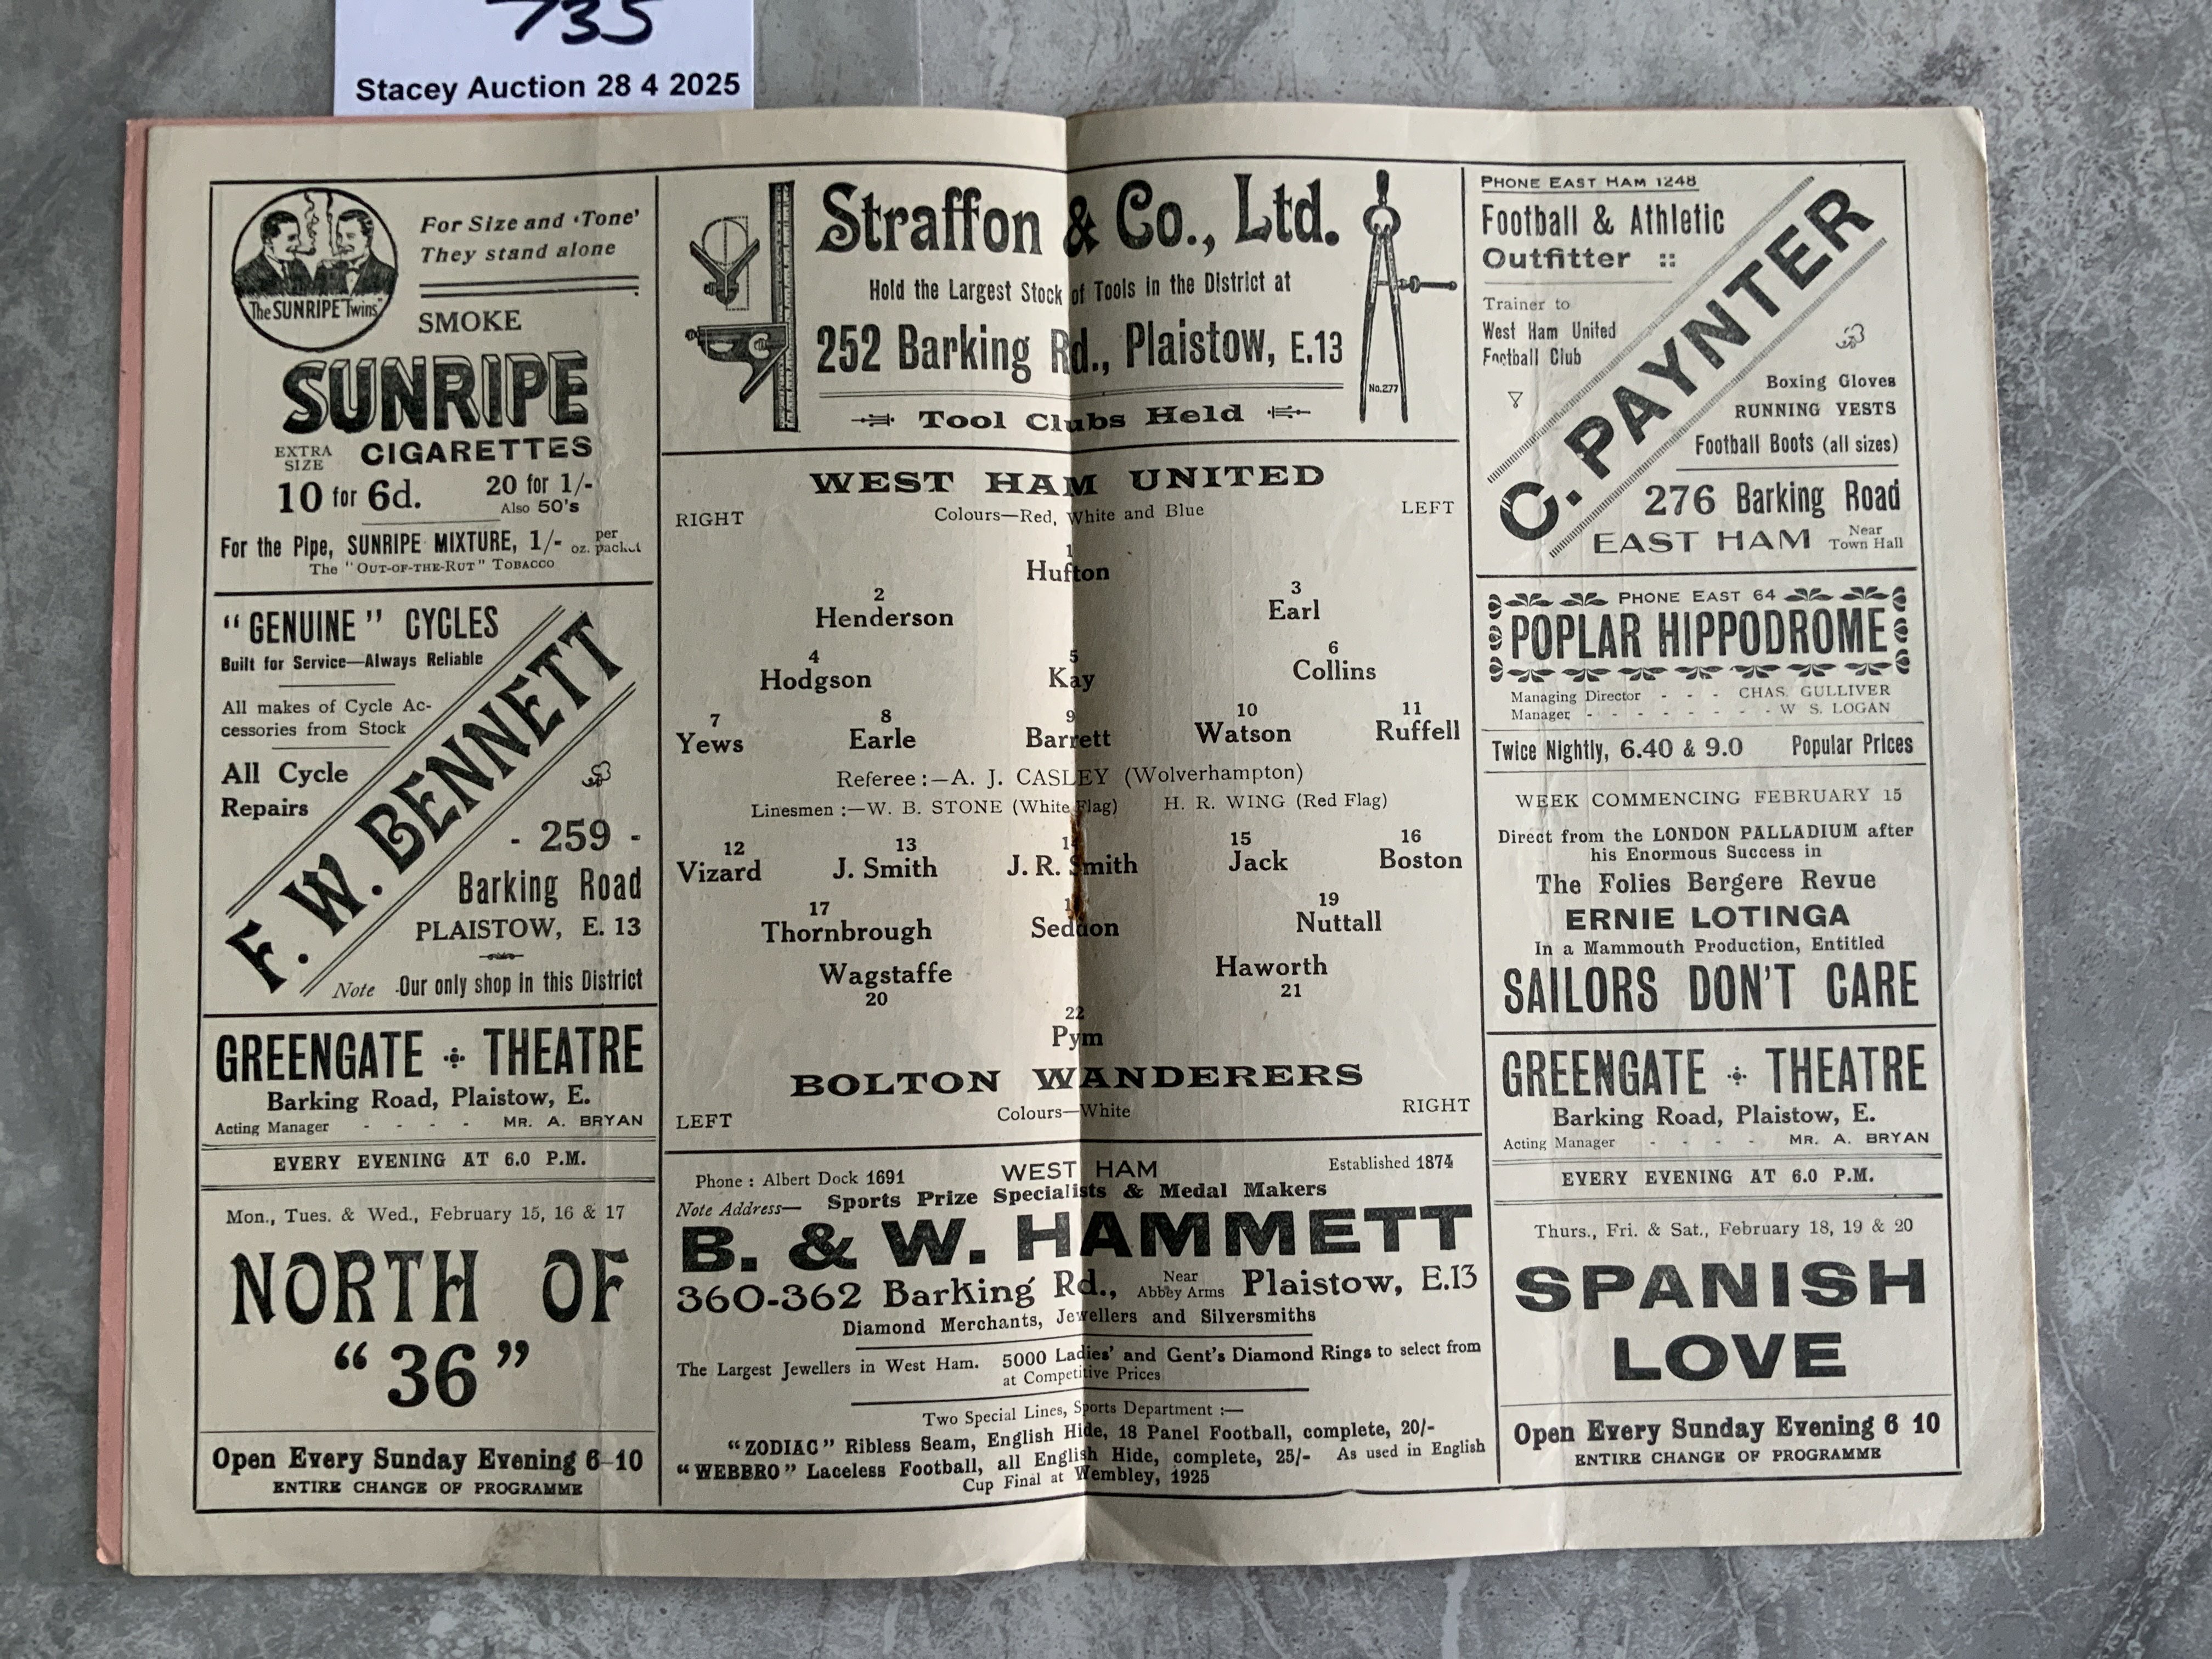 735
Stacey Auction 28 4 2025
For Size and 'Tone'
They stand alone
The "SUNRIPE" Twins
SMOKE
SUNRIPE
EXTRA SIZE CIGARETTES
10 for 6d. 20 for 1/-
Also 50's
For the Pipe, SUNRIPE MIXTURE, 1/- per oz. packet
The "OUT-OF-THE-RUT" TOBACCO
"GENUINE" CYCLES
Built for Service—Always Reliable
All makes of Cycle Ac-
cessories from Stock
All Cycle
Repairs
F. W. BENNETT
- 259 -
Barking Road
PLAISTOW, E. 13
Note -Our only shop in this District
GREENGATE THEATRE
Barking Road, Plaistow, E.
Acting Manager - - - - MR. A. BRYAN
EVERY EVENING AT 6.0 P.M.
Mon., Tues. & Wed., February 15, 16 & 17
NORTH OF
"36"
Open Every Sunday Evening 6-10
ENTIRE CHANGE OF PROGRAMME
Straffon & Co., Ltd.
Hold the Largest Stock of Tools in the District at
252 Barking Rd., Plaistow, E.13
No.277
Tool Clubs Held
WEST HAM UNITED
RIGHT Colours—Red, White and Blue LEFT
1
Hufton
2 3
Henderson Earl
4 5 6
Hodgson Kay Collins
7 8 9 10 11
Yews Earle Barrett Watson Ruffell
Referee :—A. J. CASLEY (Wolverhampton)
Linesmen :—W. B. STONE (White Flag) H. R. WING (Red Flag)
12 13 15 16
Vizard J. Smith J. R. Smith Jack Boston
17 19
Thornbrough Seddon Nuttall
Wagstaffe Haworth
20 21
22
Pym
BOLTON WANDERERS
LEFT Colours—White RIGHT
Phone : Albert Dock 1691 WEST HAM Established 1874
Note Address— Sports Prize Specialists & Medal Makers
B. & W. HAMMETT
360-362 Barking Rd., Near Abbey Arms Plaistow, E.13
Diamond Merchants, Jewellers and Silversmiths
The Largest Jewellers in West Ham. 5000 Ladies' and Gent's Diamond Rings to select from
at Competitive Prices
Two Special Lines, Sports Department :—
"ZODIAC" Ribless Seam, English Hide, 18 Panel Football, complete, 20/-
"WEBBRO" Laceless Football, all English Hide, complete, 25/- As used in English
Cup Final at Wembley, 1925
PHONE EAST HAM 1248
Football & Athletic
Outfitter ::
Trainer to
West Ham United
Football Club
C. PAYNTER
Boxing Gloves
RUNNING VESTS
Football Boots (all sizes)
276 Barking Road
EAST HAM Near Town Hall
PHONE EAST 64
POPLAR HIPPODROME
Managing Director - - - CHAS. GULLIVER
Manager - - - - - - - - W S. LOGAN
Twice Nightly, 6.40 & 9.0 Popular Prices
WEEK COMMENCING FEBRUARY 15
Direct from the LONDON PALLADIUM after
his Enormous Success in
The Folies Bergere Revue
ERNIE LOTINGA
In a Mammouth Production, Entitled
SAILORS DON'T CARE
GREENGATE THEATRE
Barking Road, Plaistow, E.
Acting Manager - - - - MR. A. BRYAN
EVERY EVENING AT 6.0 P.M.
Thurs., Fri. & Sat., February 18, 19 & 20
SPANISH
LOVE
Open Every Sunday Evening 6 10
ENTIRE CHANGE OF PROGRAMME